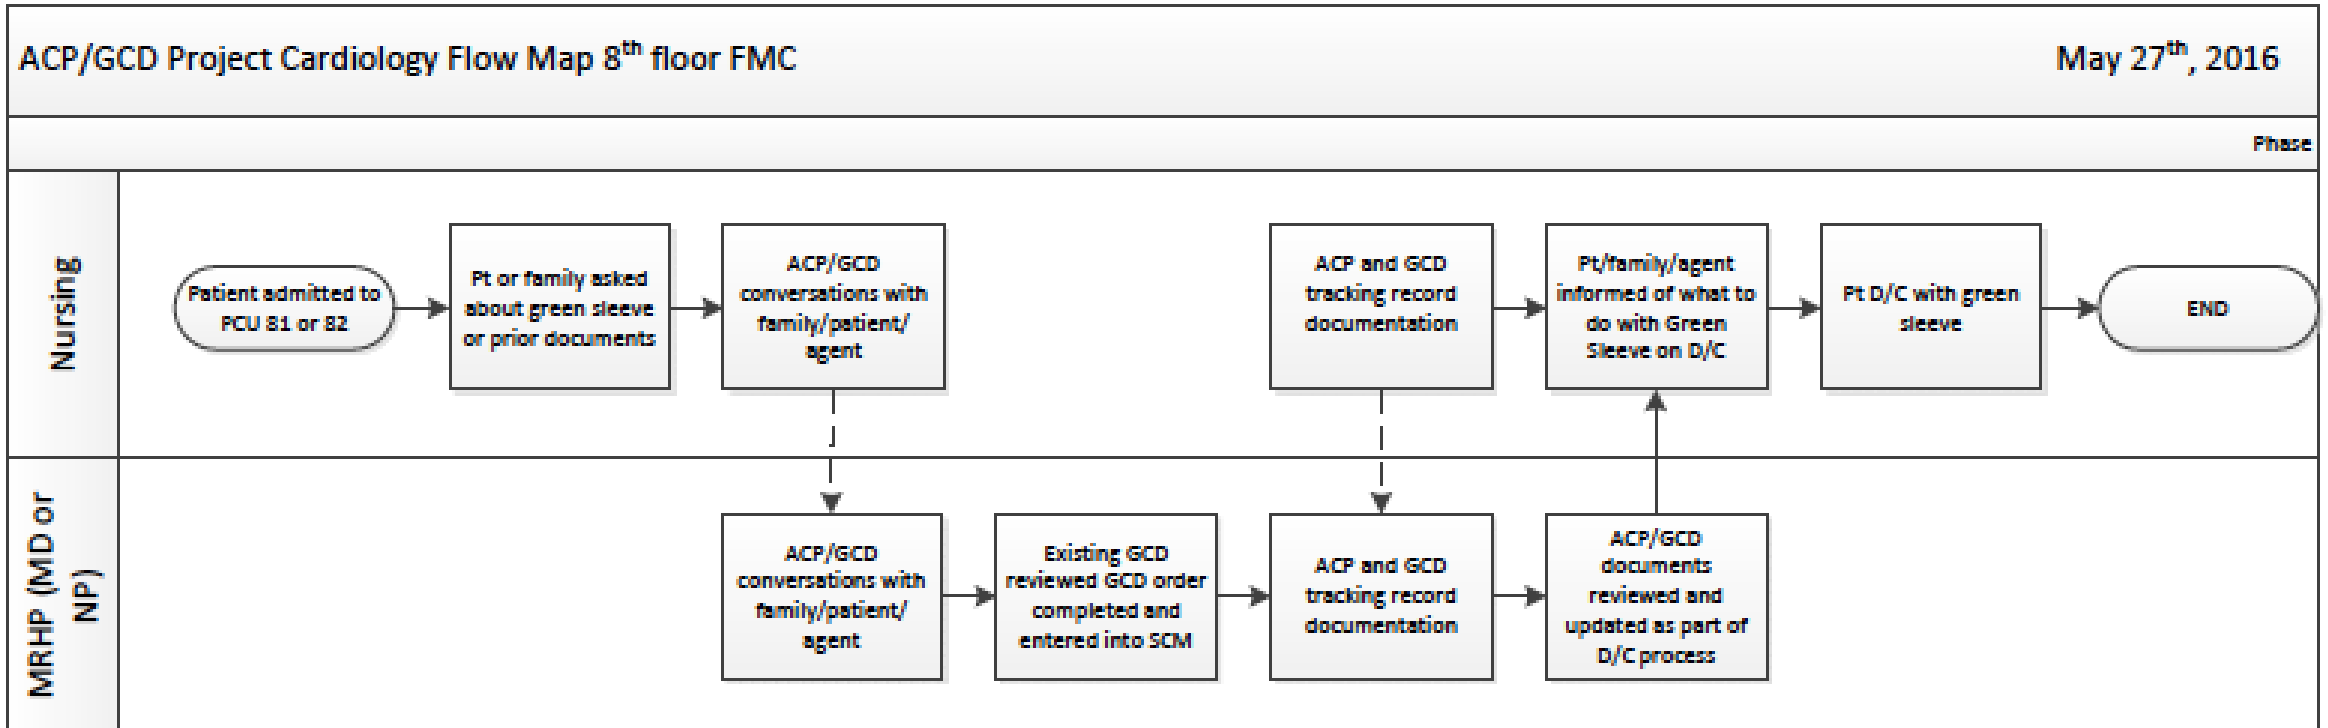 ACP/GCD Project Cardiology Flow Map 8th floor FMC
May 27th, 2016
Phase
Nursing
Patient admitted to
PCU 81 or 82
Pt or family asked
about green sleeve
or prior documents
ACP/GCD
conversations with
family/patient/
agent
ACP and GCD
tracking record
documentation
Pt/family/agent
informed of what to
do with Green
Sleeve on D/C
Pt D/C with green
sleeve
END
MRHP (MD or
NP)
ACP/GCD
conversations with
family/patient/
agent
Existing GCD
reviewed GCD order
completed and
entered into SCM
ACP and GCD
tracking record
documentation
ACP/GCD
documents
reviewed and
updated as part of
D/C process